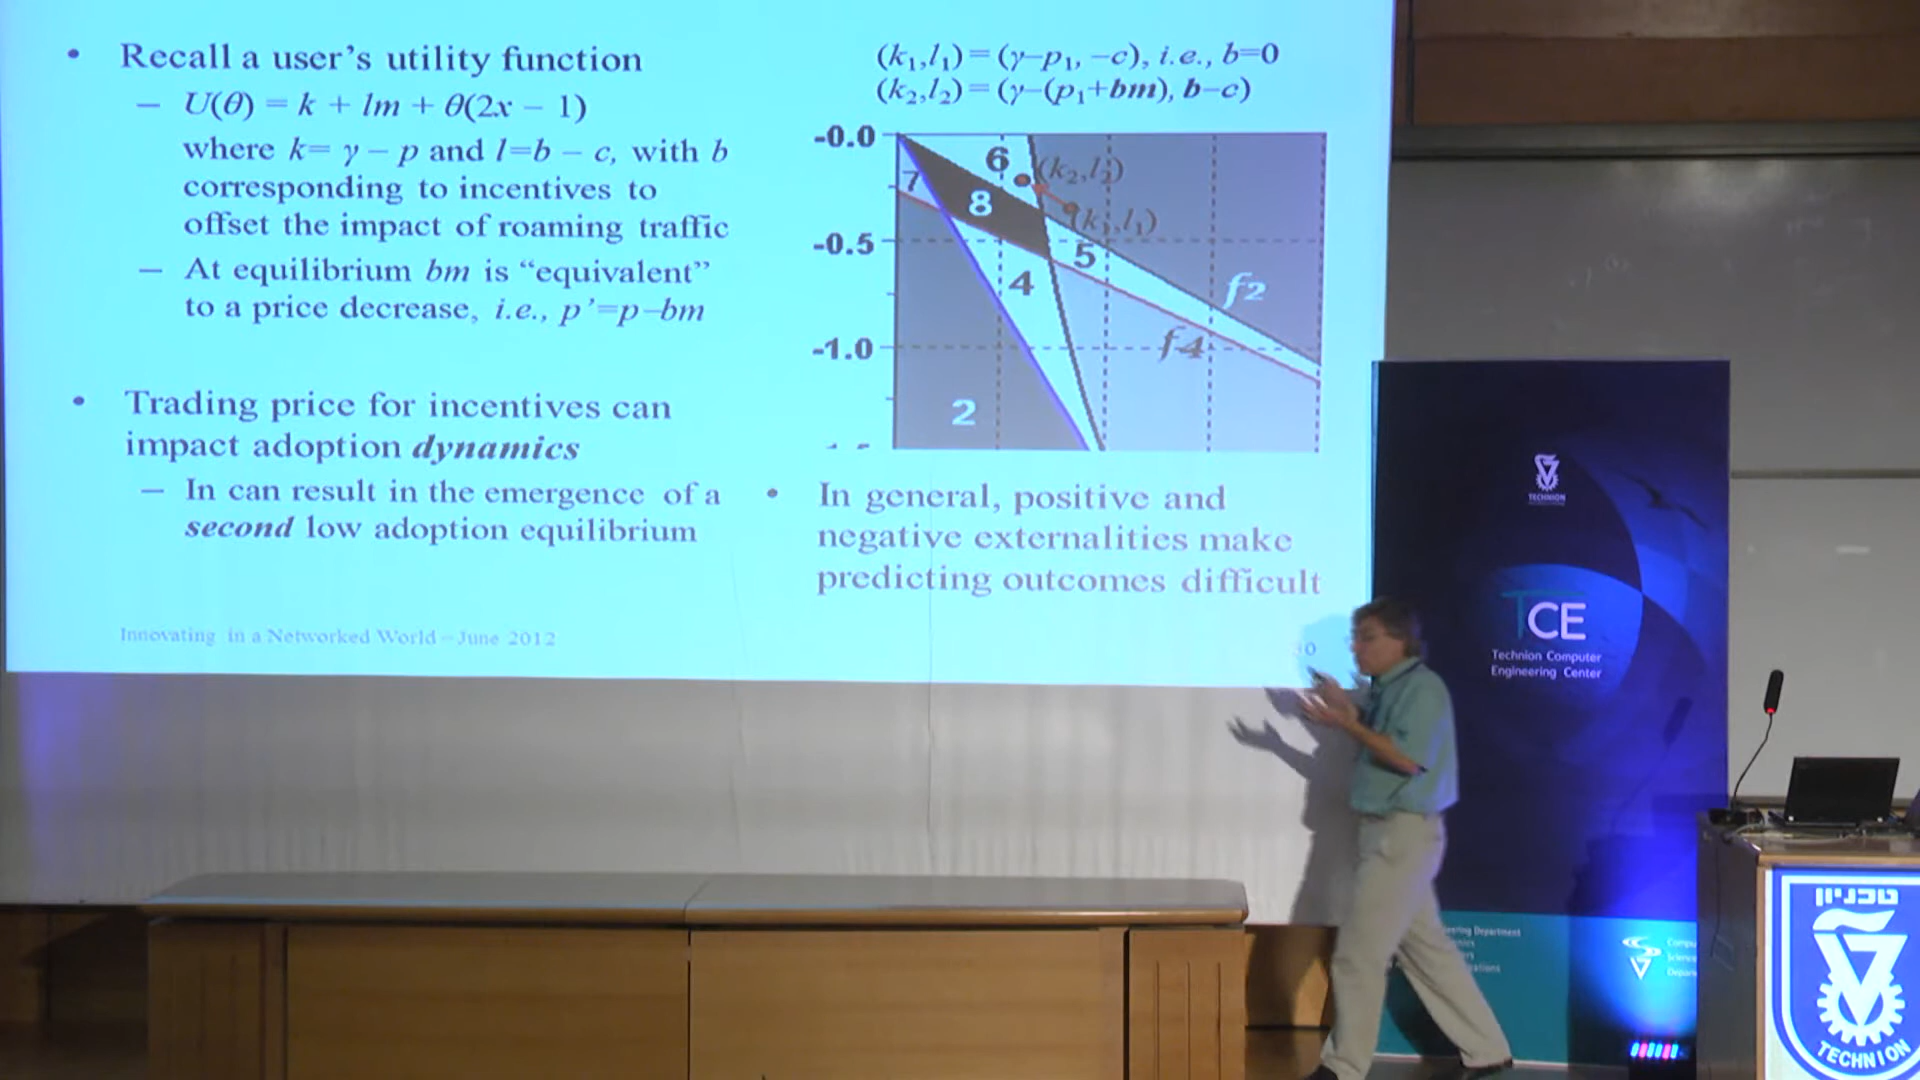 • Recall a user's utility function
– U(θ) = k + lm + θ(2x – 1)
where k= γ – p and l=b – c, with b
corresponding to incentives to
offset the impact of roaming traffic
– At equilibrium bm is “equivalent”
to a price decrease, i.e., p’=p–bm
• Trading price for incentives can
impact adoption dynamics
– In can result in the emergence of a
second low adoption equilibrium
Innovating in a Networked World – June 2012
(k₁,l₁)=(γ–p₁, –c), i.e., b=0
(k₂,l₂)=(γ–(p₁+bm), b–c)
-0.0
-0.5
-1.0
6
(k₂,l₂)
7
8
(k₁,l₁)
5
4
f2
f4
2
• In general, positive and
negative externalities make
predicting outcomes difficult
TECHNION
TCE
Technion Computer
Engineering Center
טכניון
TECHNION